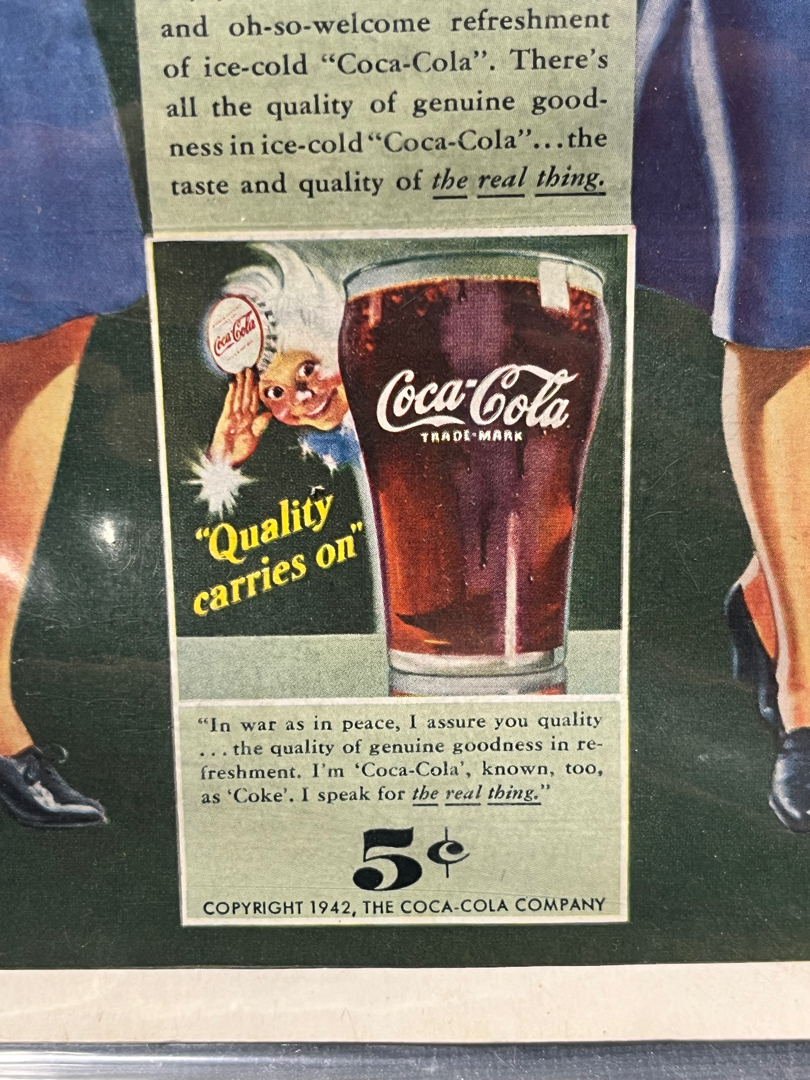 and oh-so-welcome refreshment
of ice-cold “Coca-Cola”. There’s
all the quality of genuine good-
ness in ice-cold “Coca-Cola”...the
taste and quality of the real thing.
Coca-Cola
Coca-Cola
TRADE-MARK
“Quality
carries on”
“In war as in peace, I assure you quality
...the quality of genuine goodness in re-
freshment. I’m ‘Coca-Cola’, known, too,
as ‘Coke’. I speak for the real thing.”
5¢
COPYRIGHT 1942, THE COCA-COLA COMPANY